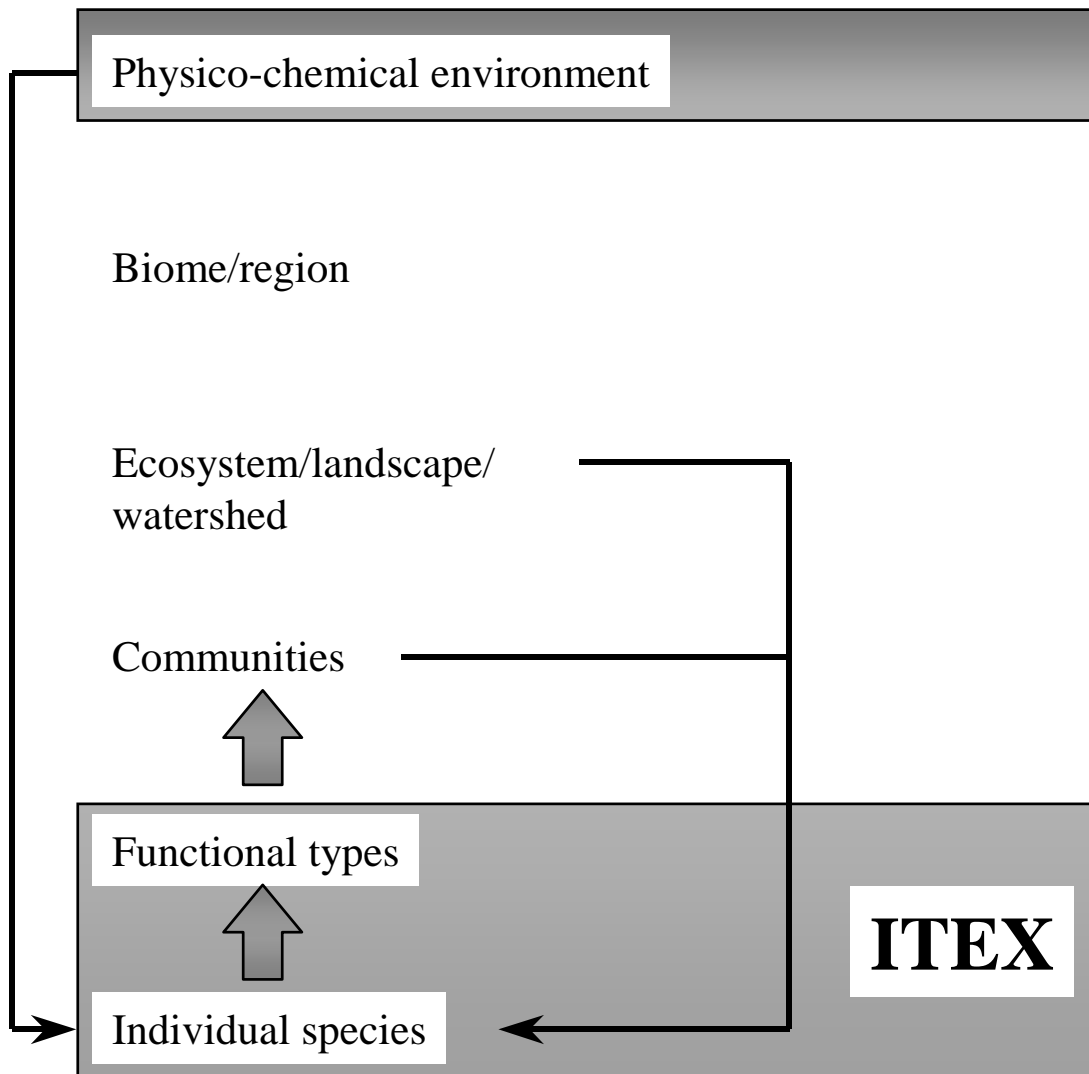 Physico-chemical environment
Biome/region
Ecosystem/landscape/
watershed
Communities
Functional types
ITEX
Individual species